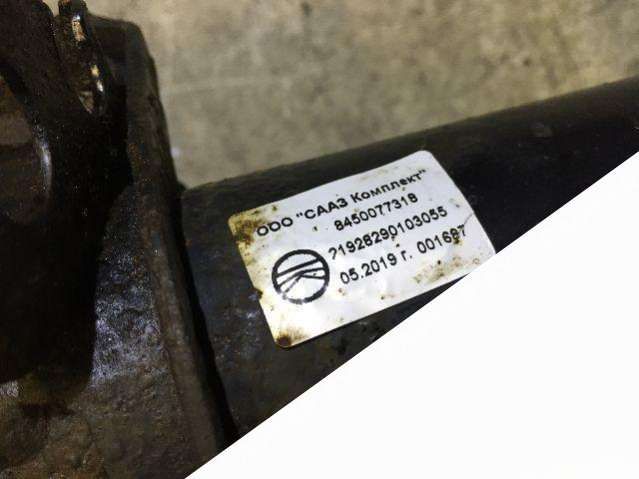 ООО "СААЗ Комплект"
8450077318
21928290103055
05.2019 г. 001687